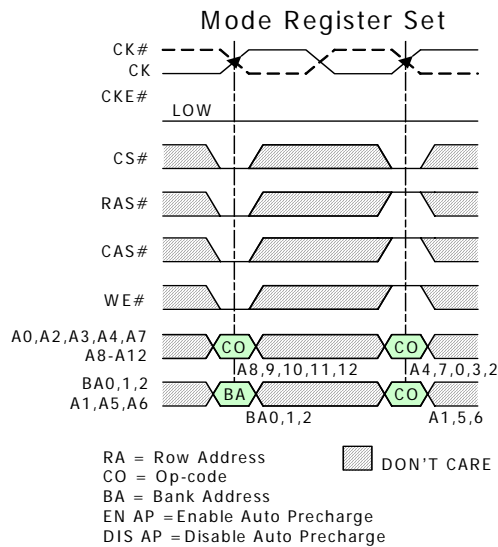 Mode Register Set
CK#
CK
CKE#
LOW
CS#
RAS#
CAS#
WE#
A0,A2,A3,A4,A7
A8-A12
CO
CO
A8,9,10,11,12
A4,7,0,3,2
BA0,1,2
A1,A5,A6
BA
CO
BA0,1,2
A1,5,6
RA = Row Address
CO = Op-code
BA = Bank Address
EN AP =Enable Auto Precharge
DIS AP =Disable Auto Precharge
DON'T CARE